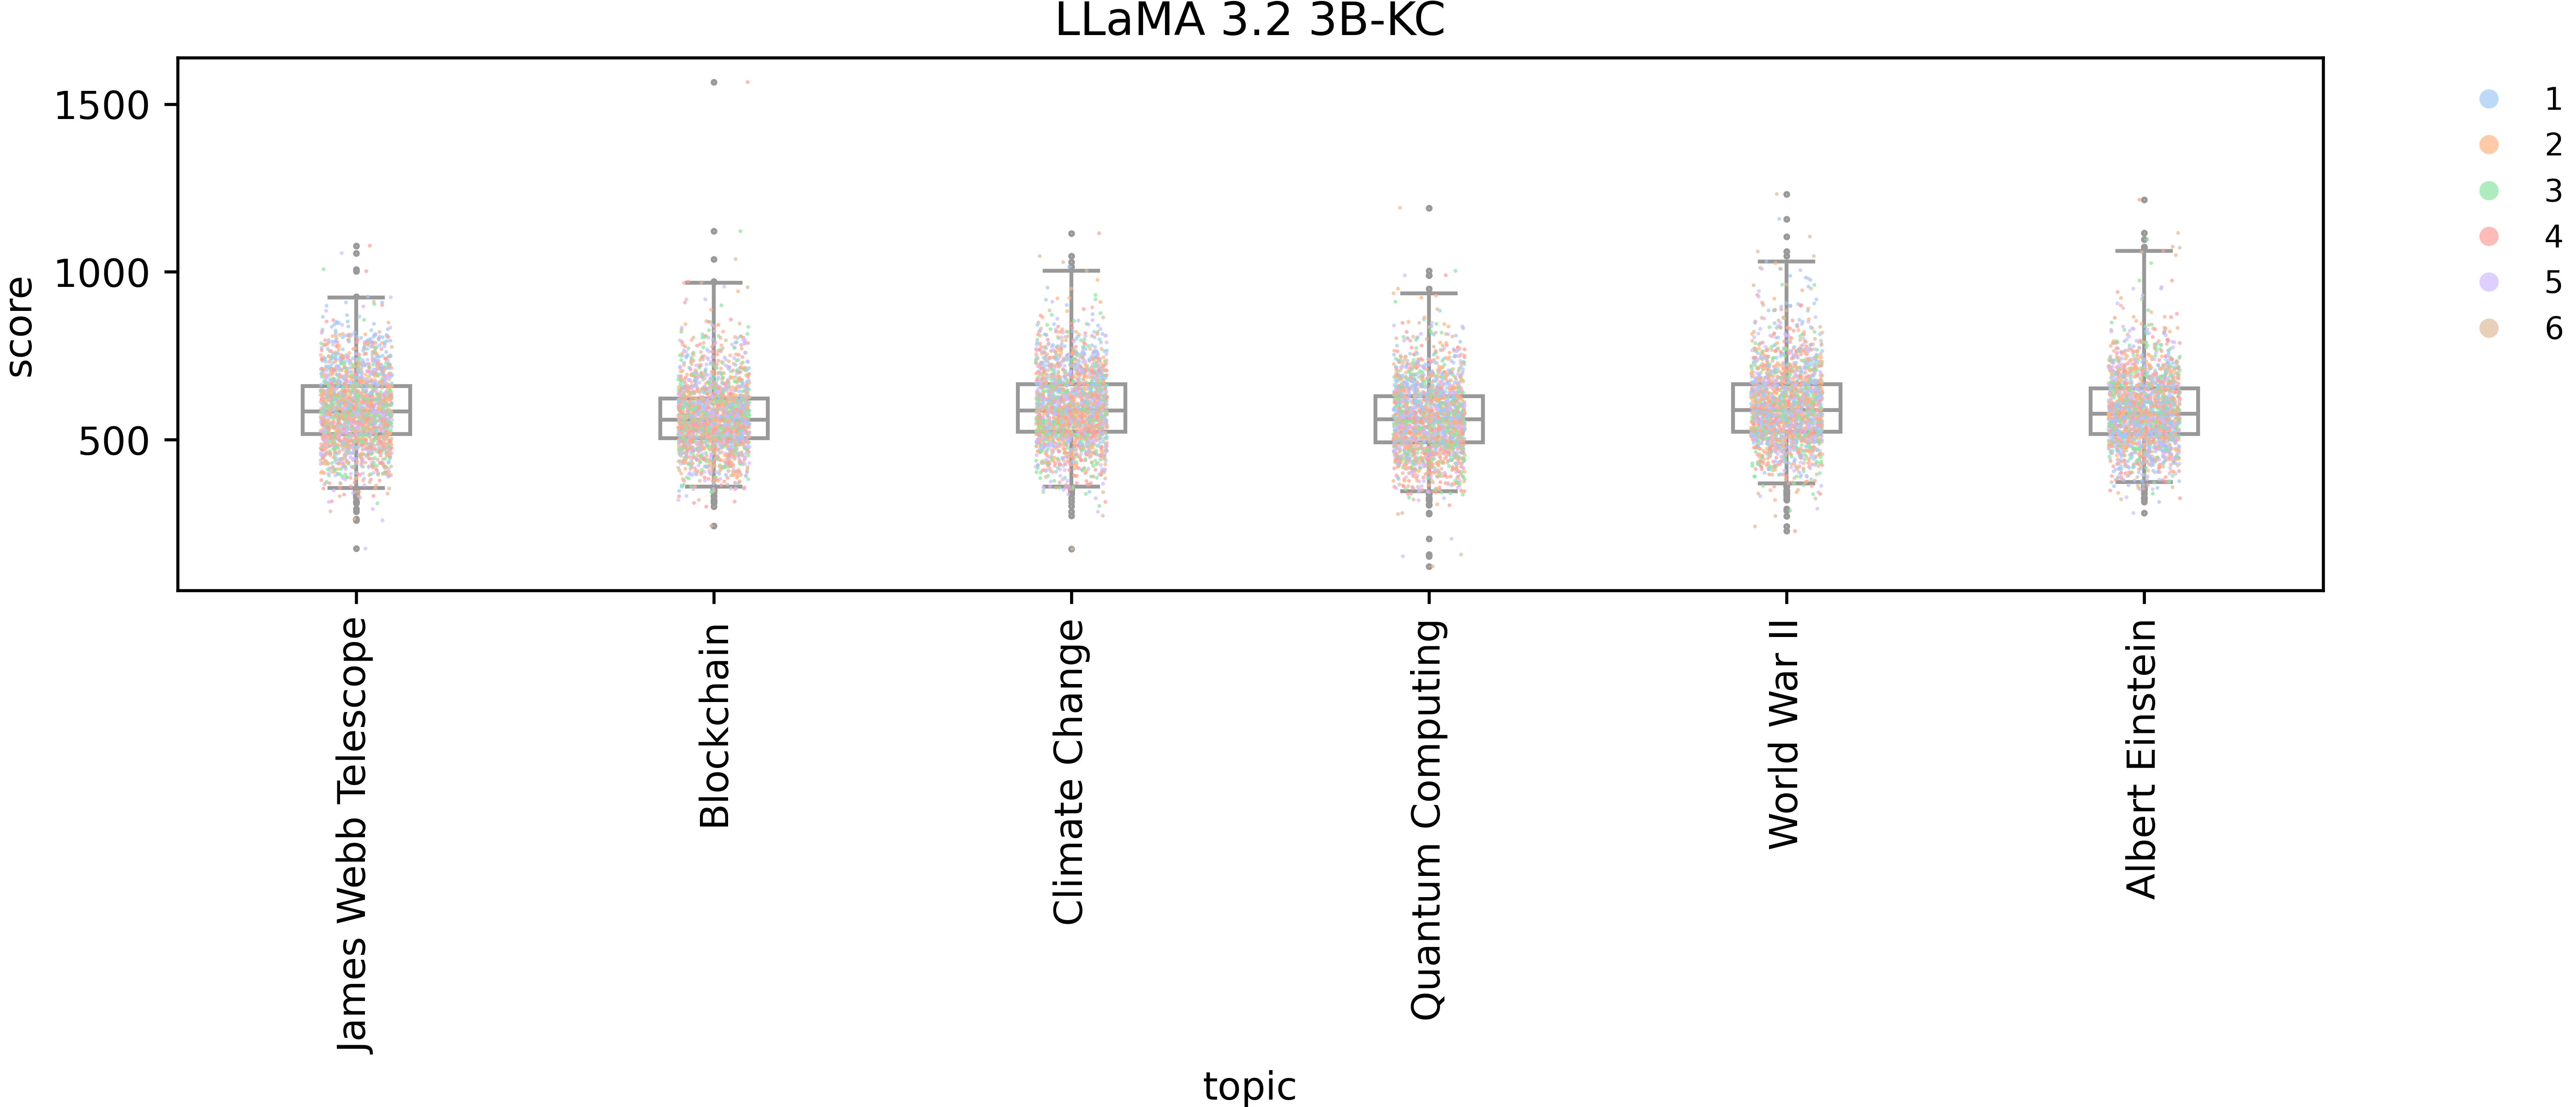 LLaMA 3.2 3B-KC
score
1500
1000
500
James Webb Telescope
Blockchain
Climate Change
Quantum Computing
World War II
Albert Einstein
topic
1
2
3
4
5
6